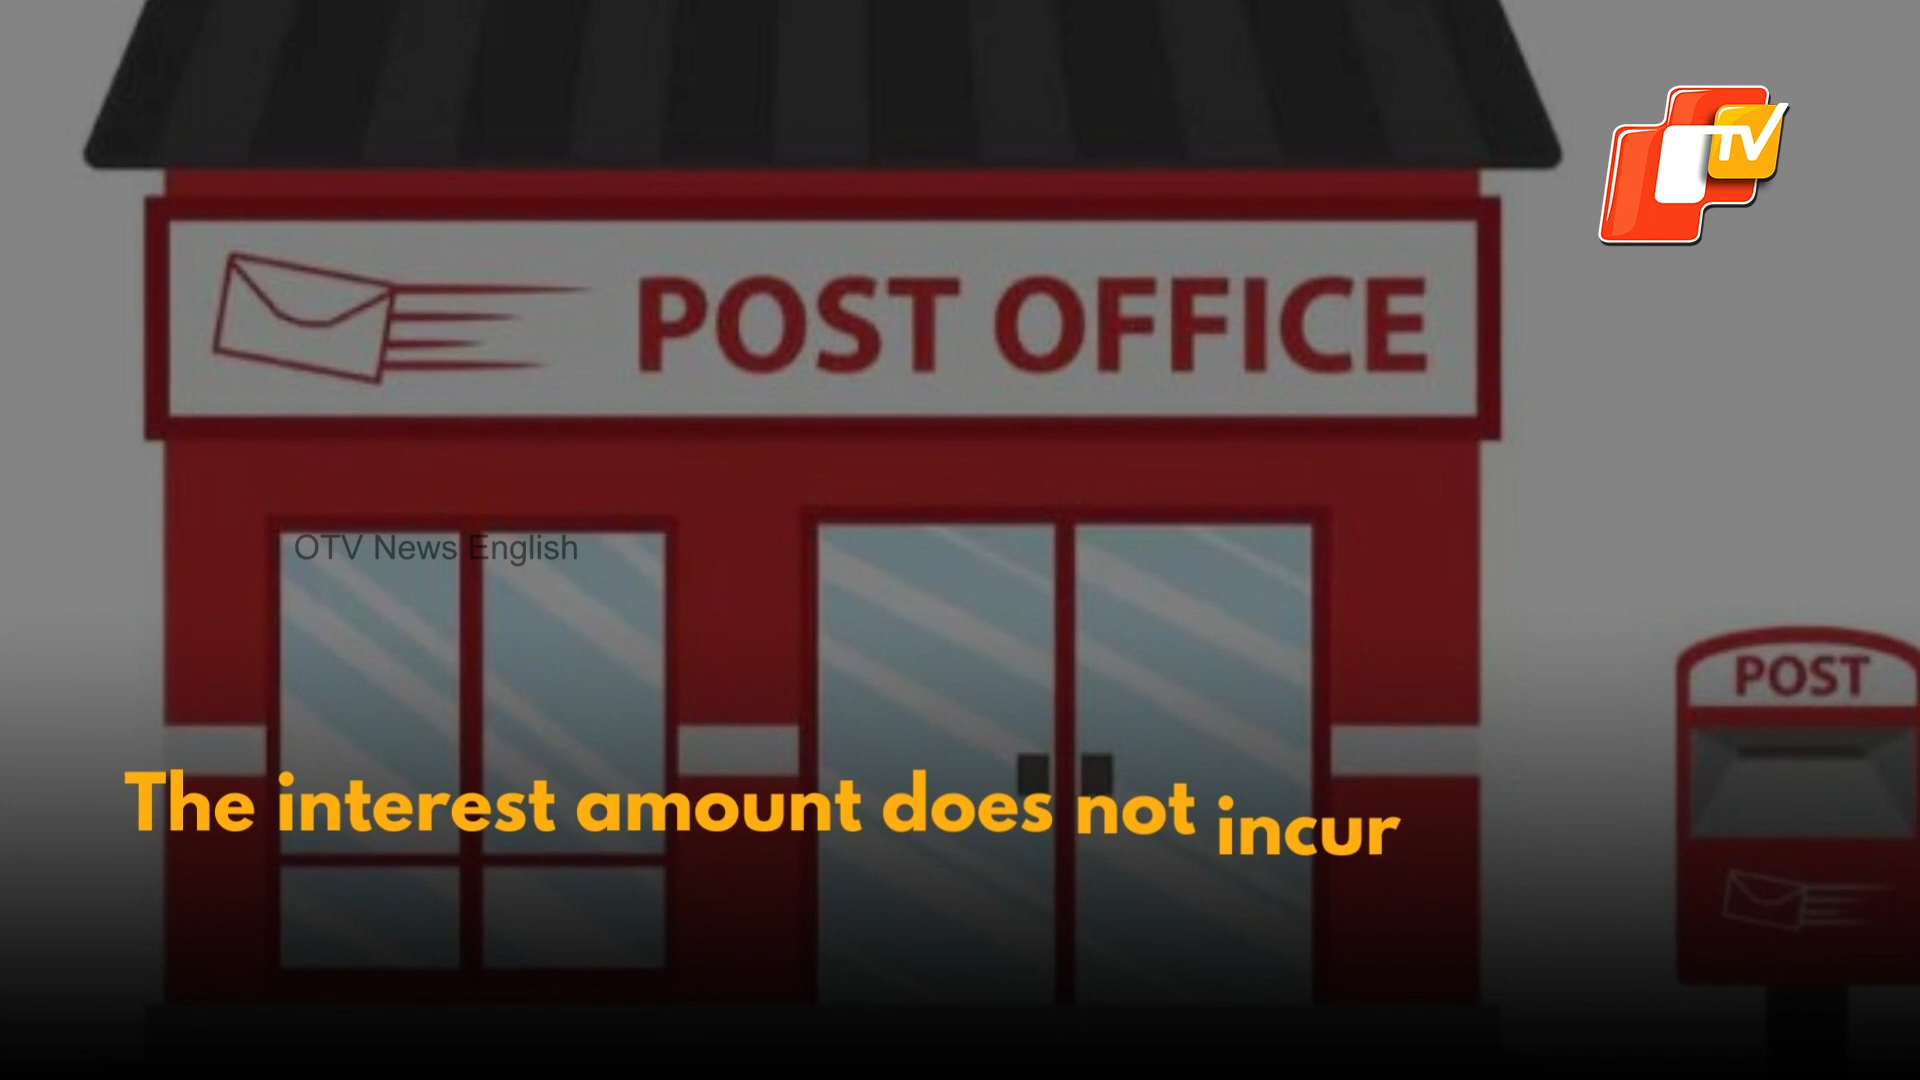 TV
POST OFFICE
OTV News English
POST
The interest amount does not incur